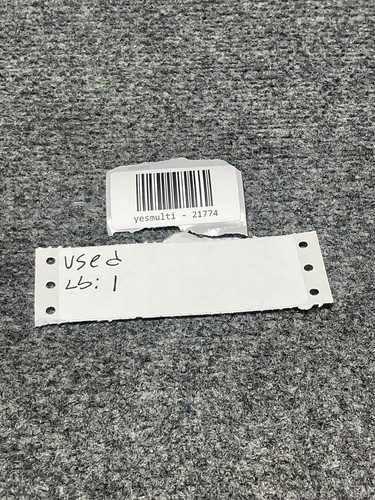 yesmulti - 21774
used
Lb: 1